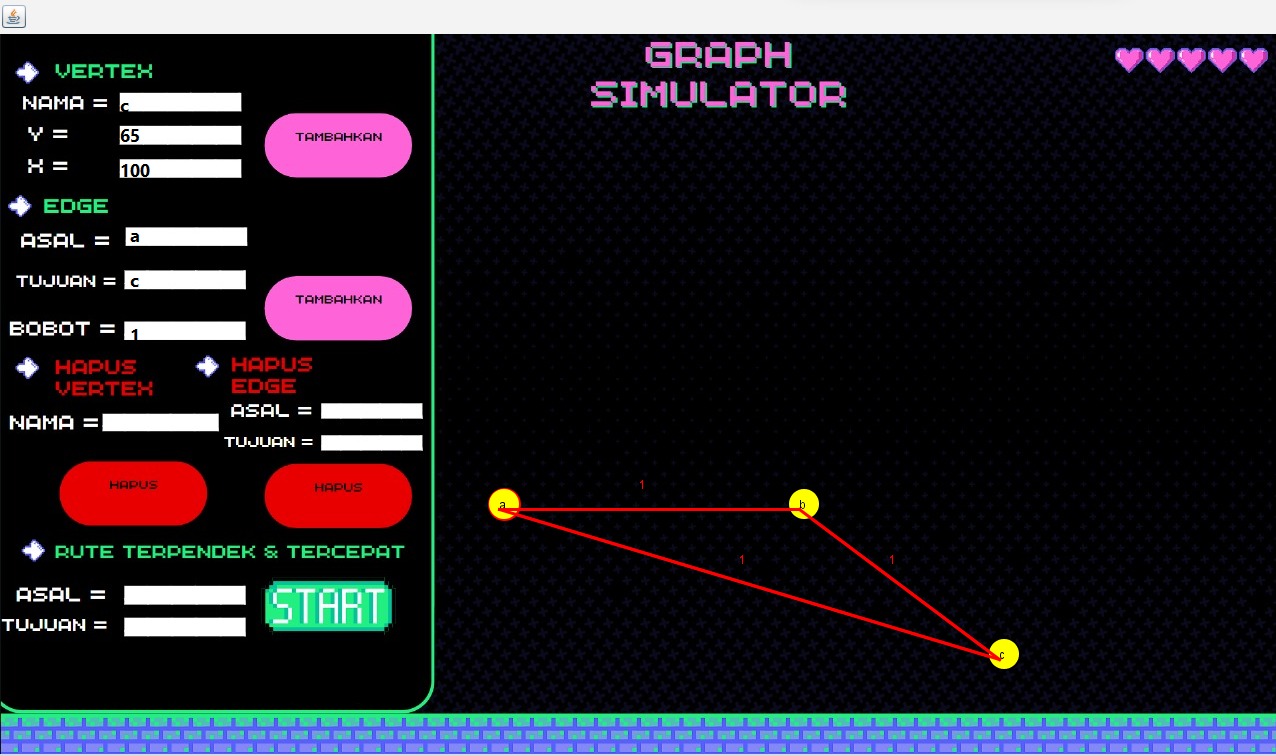 GRAPH
SIMULATOR
VERTEX
NAMA = c
Y = 65
X = 100
TAMBAHKAN
EDGE
ASAL = a
TUJUAN = c
BOBOT = 1
TAMBAHKAN
HAPUS
VERTEX
NAMA =
HAPUS
HAPUS
EDGE
ASAL =
TUJUAN =
HAPUS
RUTE TERPENDEK & TERCEPAT
ASAL =
TUJUAN =
START
1
a
b
1
1
c